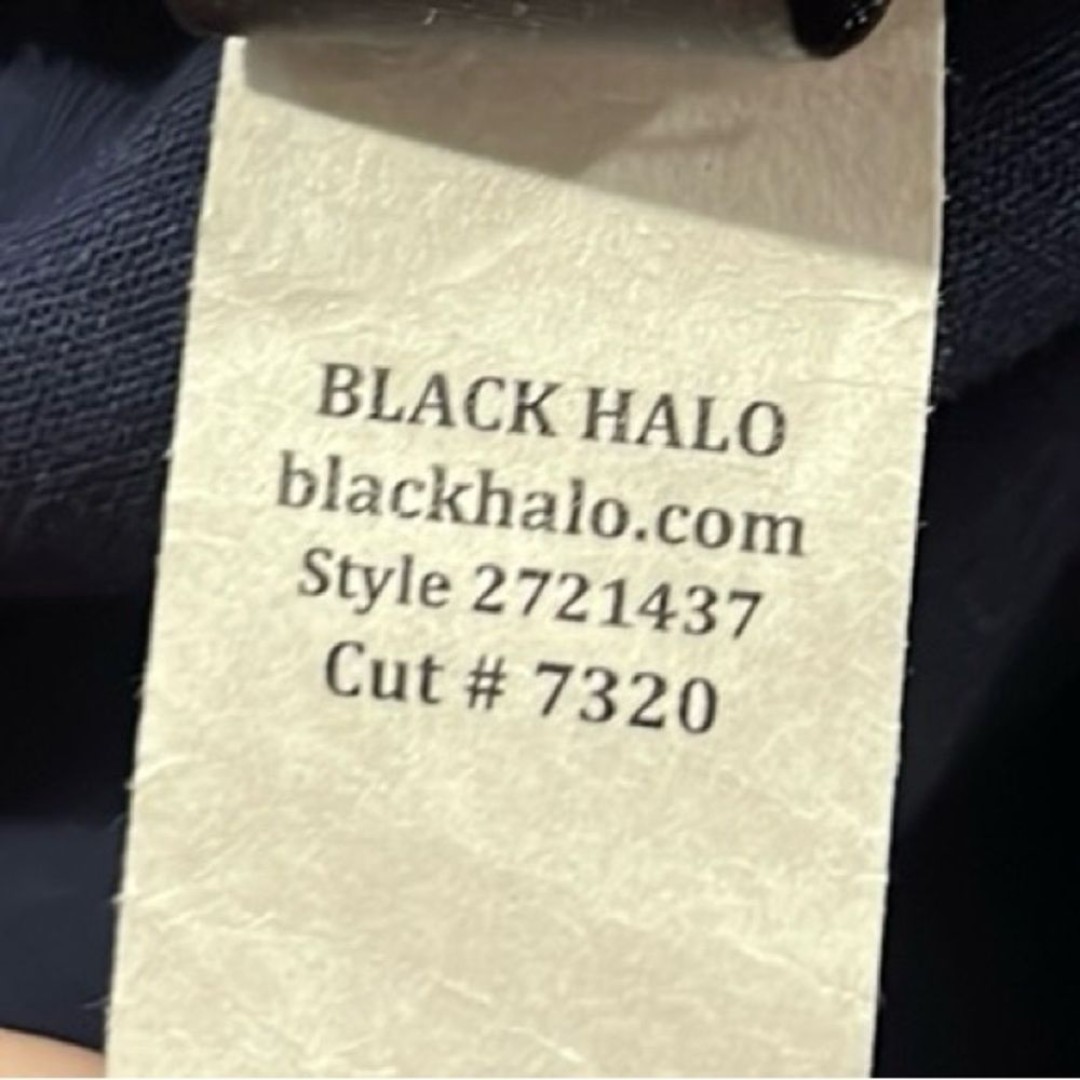 BLACK HALO
blackhalo.com
Style 2721437
Cut # 7320